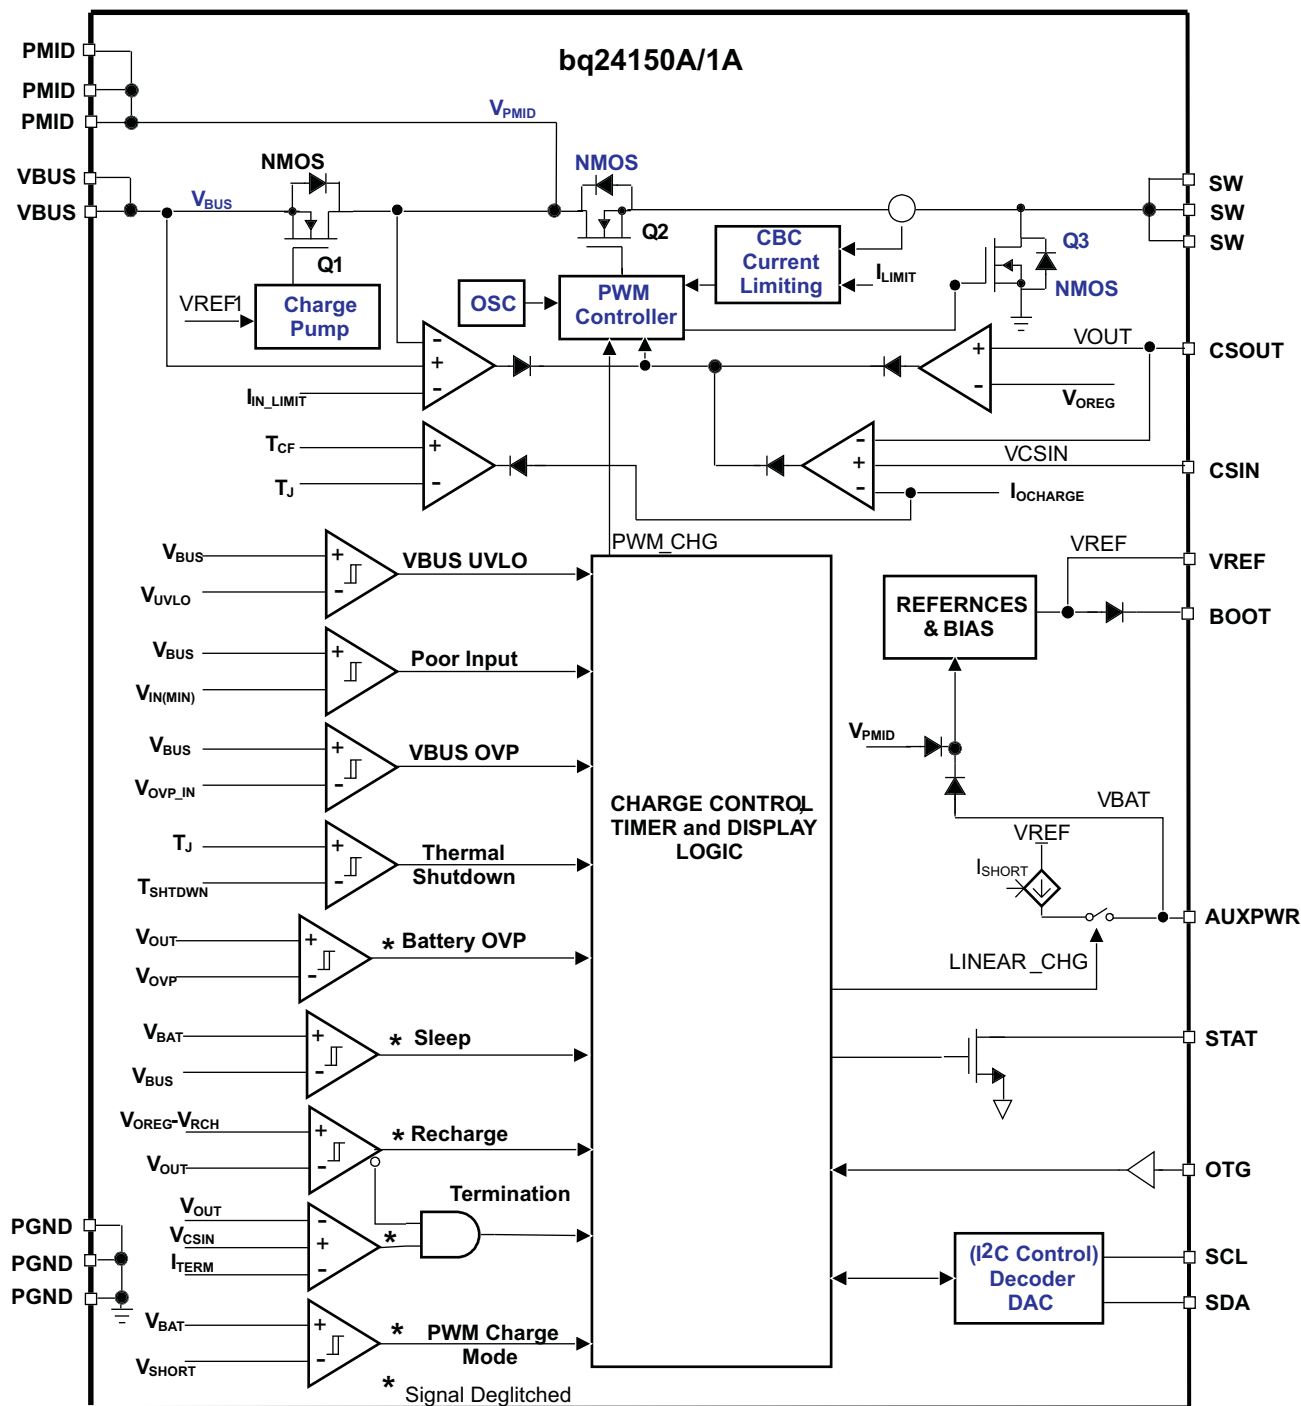 bq24150A/1A
PMID
PMID
PMID
VPMID
VBUS
VBUS
VBUS
NMOS
Q1
NMOS
Q2
SW
SW
SW
Q3
NMOS
CBC
Current
Limiting
ILIMIT
VREF1
Charge
Pump
OSC
PWM
Controller
-
+
-
IIN_LIMIT
+
-
VOUT
VOREG
CSOUT
TCF
TJ
+
-
-
+
-
VCSIN
IOCHARGE
CSIN
PWM_CHG
VBUS
VUVLO
+
-
VBUS UVLO
VREF
VREF
REFERNCES
& BIAS
BOOT
VBUS
VIN(MIN)
+
-
Poor Input
VBUS
VOVP_IN
+
-
VBUS OVP
VPMID
VBAT
CHARGE CONTROL,
TIMER and DISPLAY
LOGIC
TJ
TSHTDWN
+
-
Thermal
Shutdown
VREF
ISHORT
AUXPWR
VOUT
VOVP
+
-
* Battery OVP
LINEAR_CHG
VBAT
VBUS
+
-
* Sleep
STAT
VOREG-VRCH
VOUT
+
-
* Recharge
OTG
Termination
VOUT
VCSIN
ITERM
-
+
-
*
PGND
PGND
PGND
(I2C Control)
Decoder
DAC
SCL
SDA
VBAT
VSHORT
+
-
* PWM Charge
Mode
* Signal Deglitched